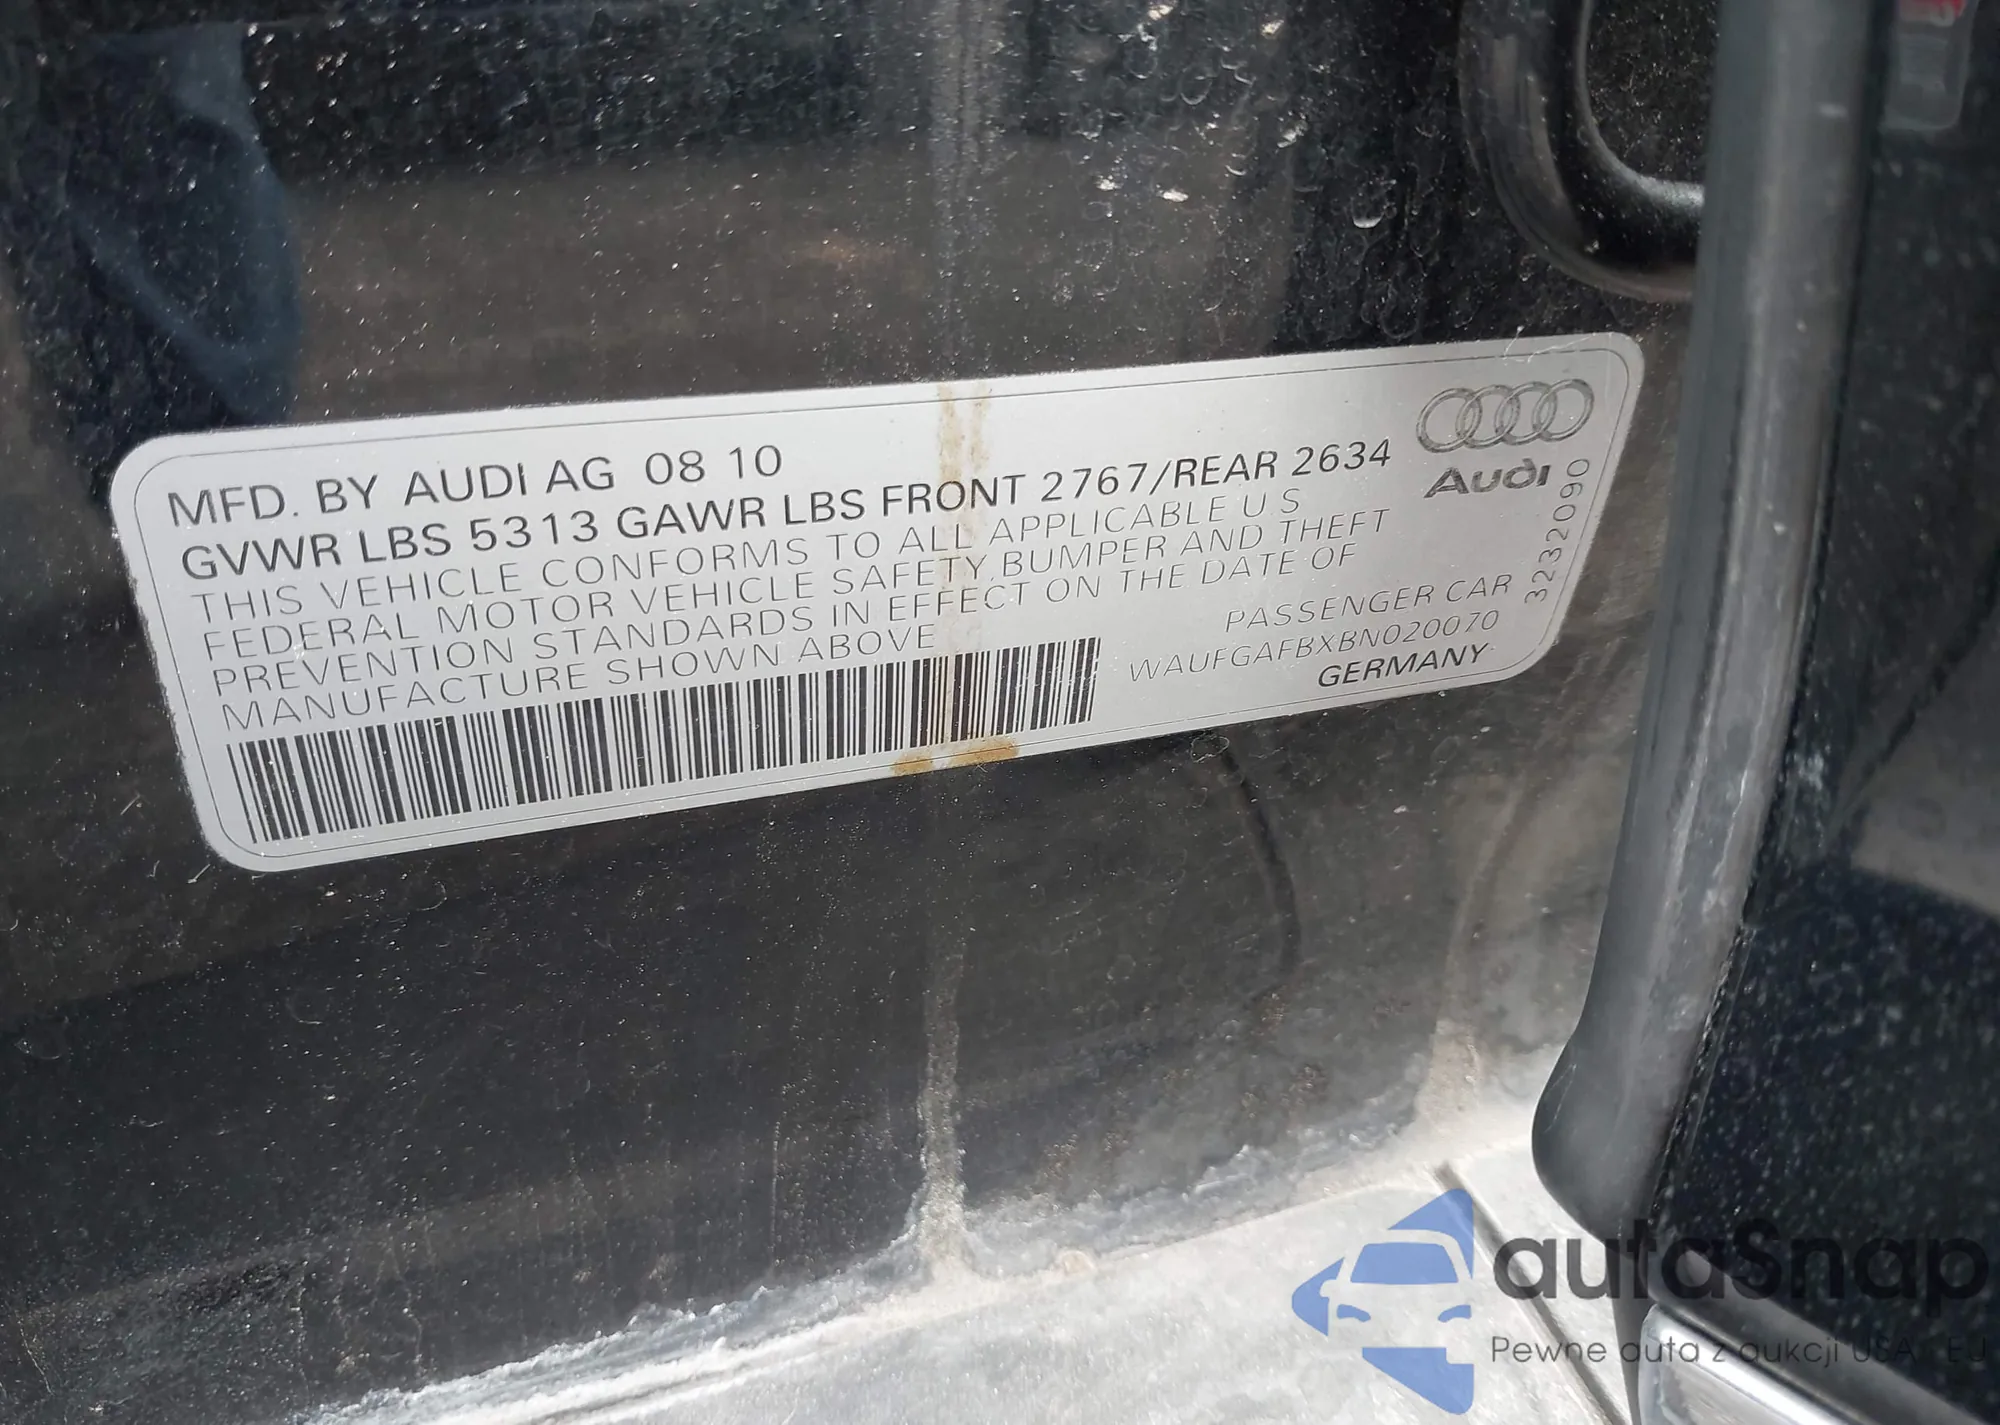 MFD. BY AUDI AG 08 10
GVWR LBS 5313 GAWR LBS FRONT 2767/REAR 2634
THIS VEHICLE CONFORMS TO ALL APPLICABLE U S
FEDERAL MOTOR VEHICLE SAFETY, BUMPER AND THEFT
PREVENTION STANDARDS IN EFFECT ON THE DATE OF
MANUFACTURE SHOWN ABOVE
Audi
3232090
PASSENGER CAR
WAUFGAFBXBN020070
GERMANY
autaSnap
Pewne auta z aukcji USA i EU